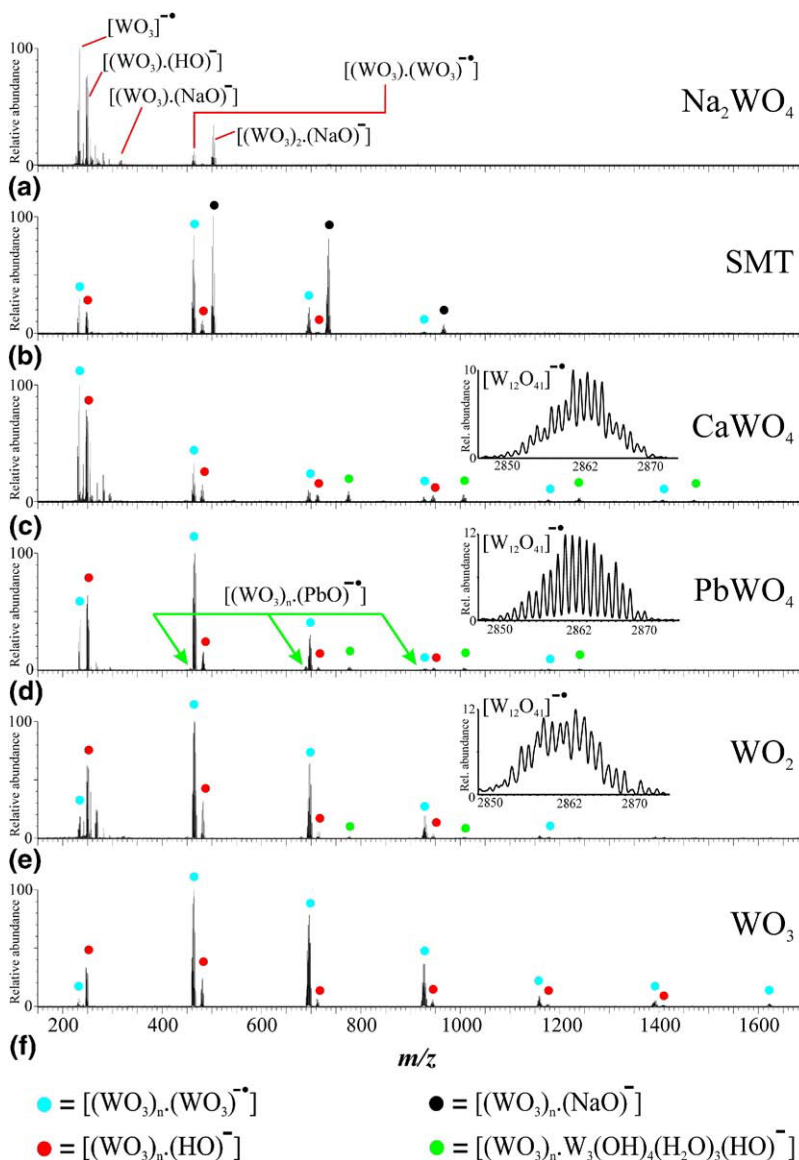 [WO₃]⁻•
100
[(WO₃).(HO)⁻]
[(WO₃).(WO₃)⁻•]
[(WO₃).(NaO)⁻]
[(WO₃)₂.(NaO)⁻]
Na₂WO₄
Relative abundance
0
(a)
100
SMT
Relative abundance
0
(b)
100
[W₁₂O₄₁]⁻•
10
CaWO₄
Rel. abundance
0
2850 2862 2870
Relative abundance
0
(c)
100
[W₁₂O₄₁]⁻•
12
[(WO₃)ₙ.(PbO)⁻•]
PbWO₄
Rel. abundance
0
2850 2862 2870
Relative abundance
0
(d)
100
[W₁₂O₄₁]⁻•
12
WO₂
Rel. abundance
0
2850 2862 2870
Relative abundance
0
(e)
100
WO₃
Relative abundance
0
200 400 600 800 1000 1200 1400 1600
(f)
m/z
= [(WO₃)ₙ.(WO₃)⁻•]
= [(WO₃)ₙ.(NaO)⁻]
= [(WO₃)ₙ.(HO)⁻]
= [(WO₃)ₙ.W₃(OH)₄(H₂O)₃(HO)⁻]